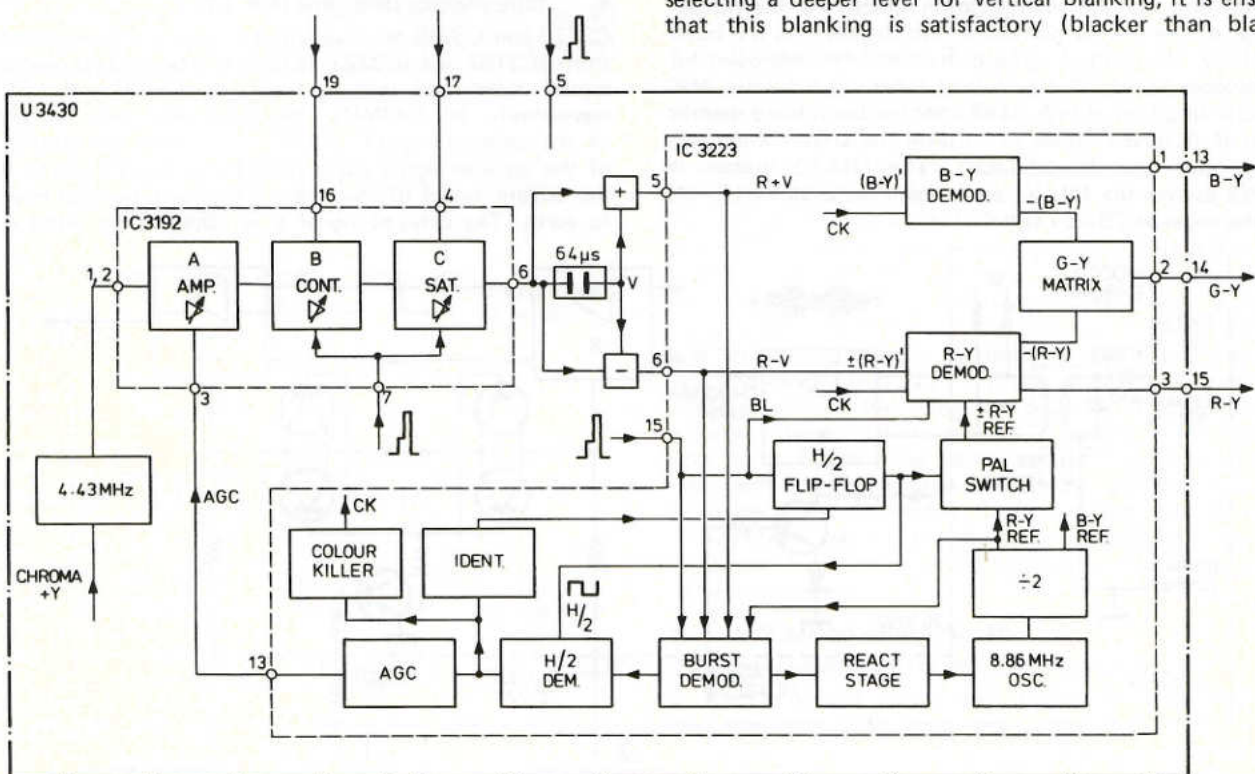 selecting a deeper level for vertical blanking, it is ens
that this blanking is satisfactory (blacker than bla
19
17
5
U 3430
IC 3223
IC 3192
16
4
1,2
A
AMP.
B
CONT.
C
SAT.
6
64µs
V
+
−
3
7
5
R+V
(B-Y)'
B-Y
DEMOD.
CK
-(B-Y)
1
13
B-Y
G-Y
MATRIX
2
14
G-Y
6
R-V
±(R-Y)'
R-Y
DEMOD.
CK
-(R-Y)
3
15
R-Y
BL
± R-Y
REF.
15
H/2
FLIP-FLOP
PAL
SWITCH
R-Y
REF.
B-Y
REF.
÷2
4.43MHz
AGC
CHROMA
+Y
CK
COLOUR
KILLER
IDENT.
H/2
13
AGC
H/2
DEM.
BURST
DEMOD.
REACT
STAGE
8.86MHz
OSC.